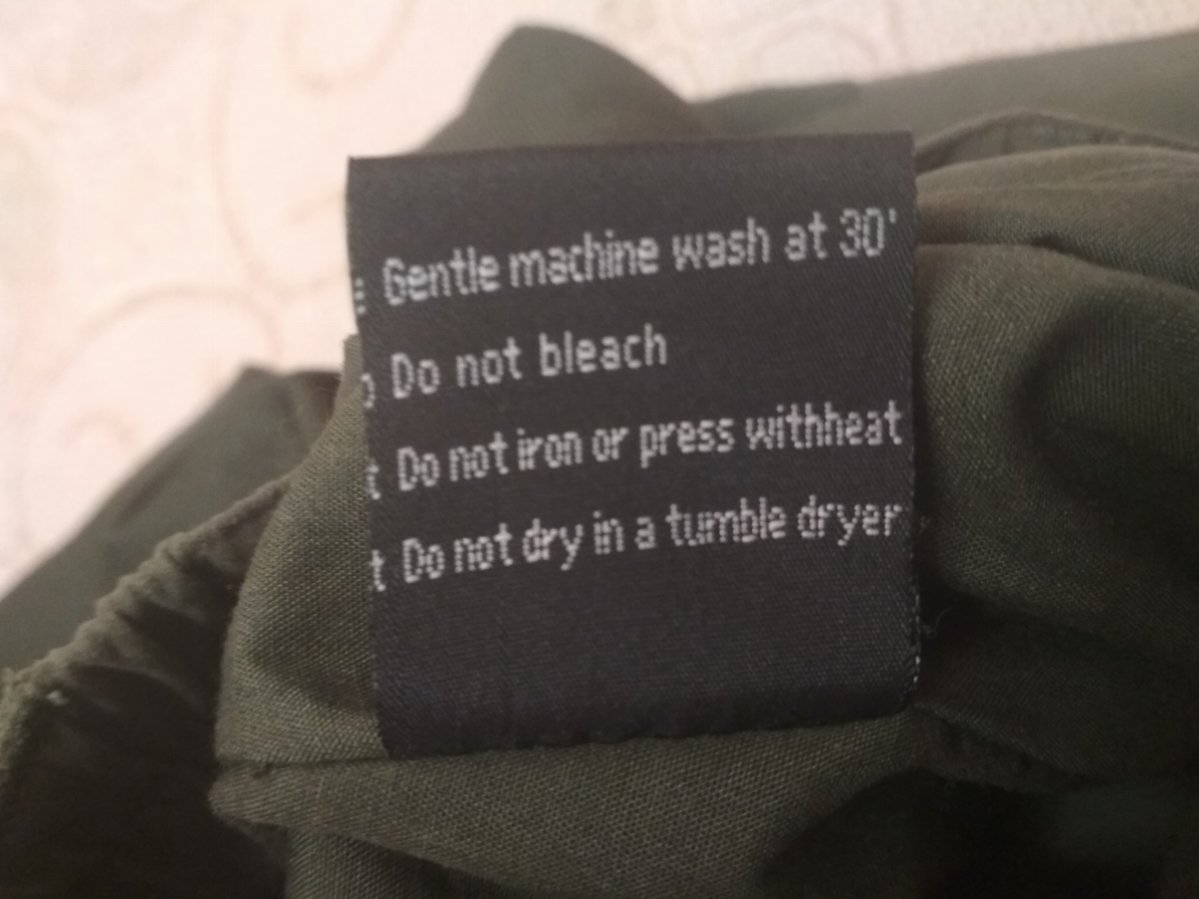 Gentle machine wash at 30'
Do not bleach
Do not iron or press withheat
Do not dry in a tumble dryer